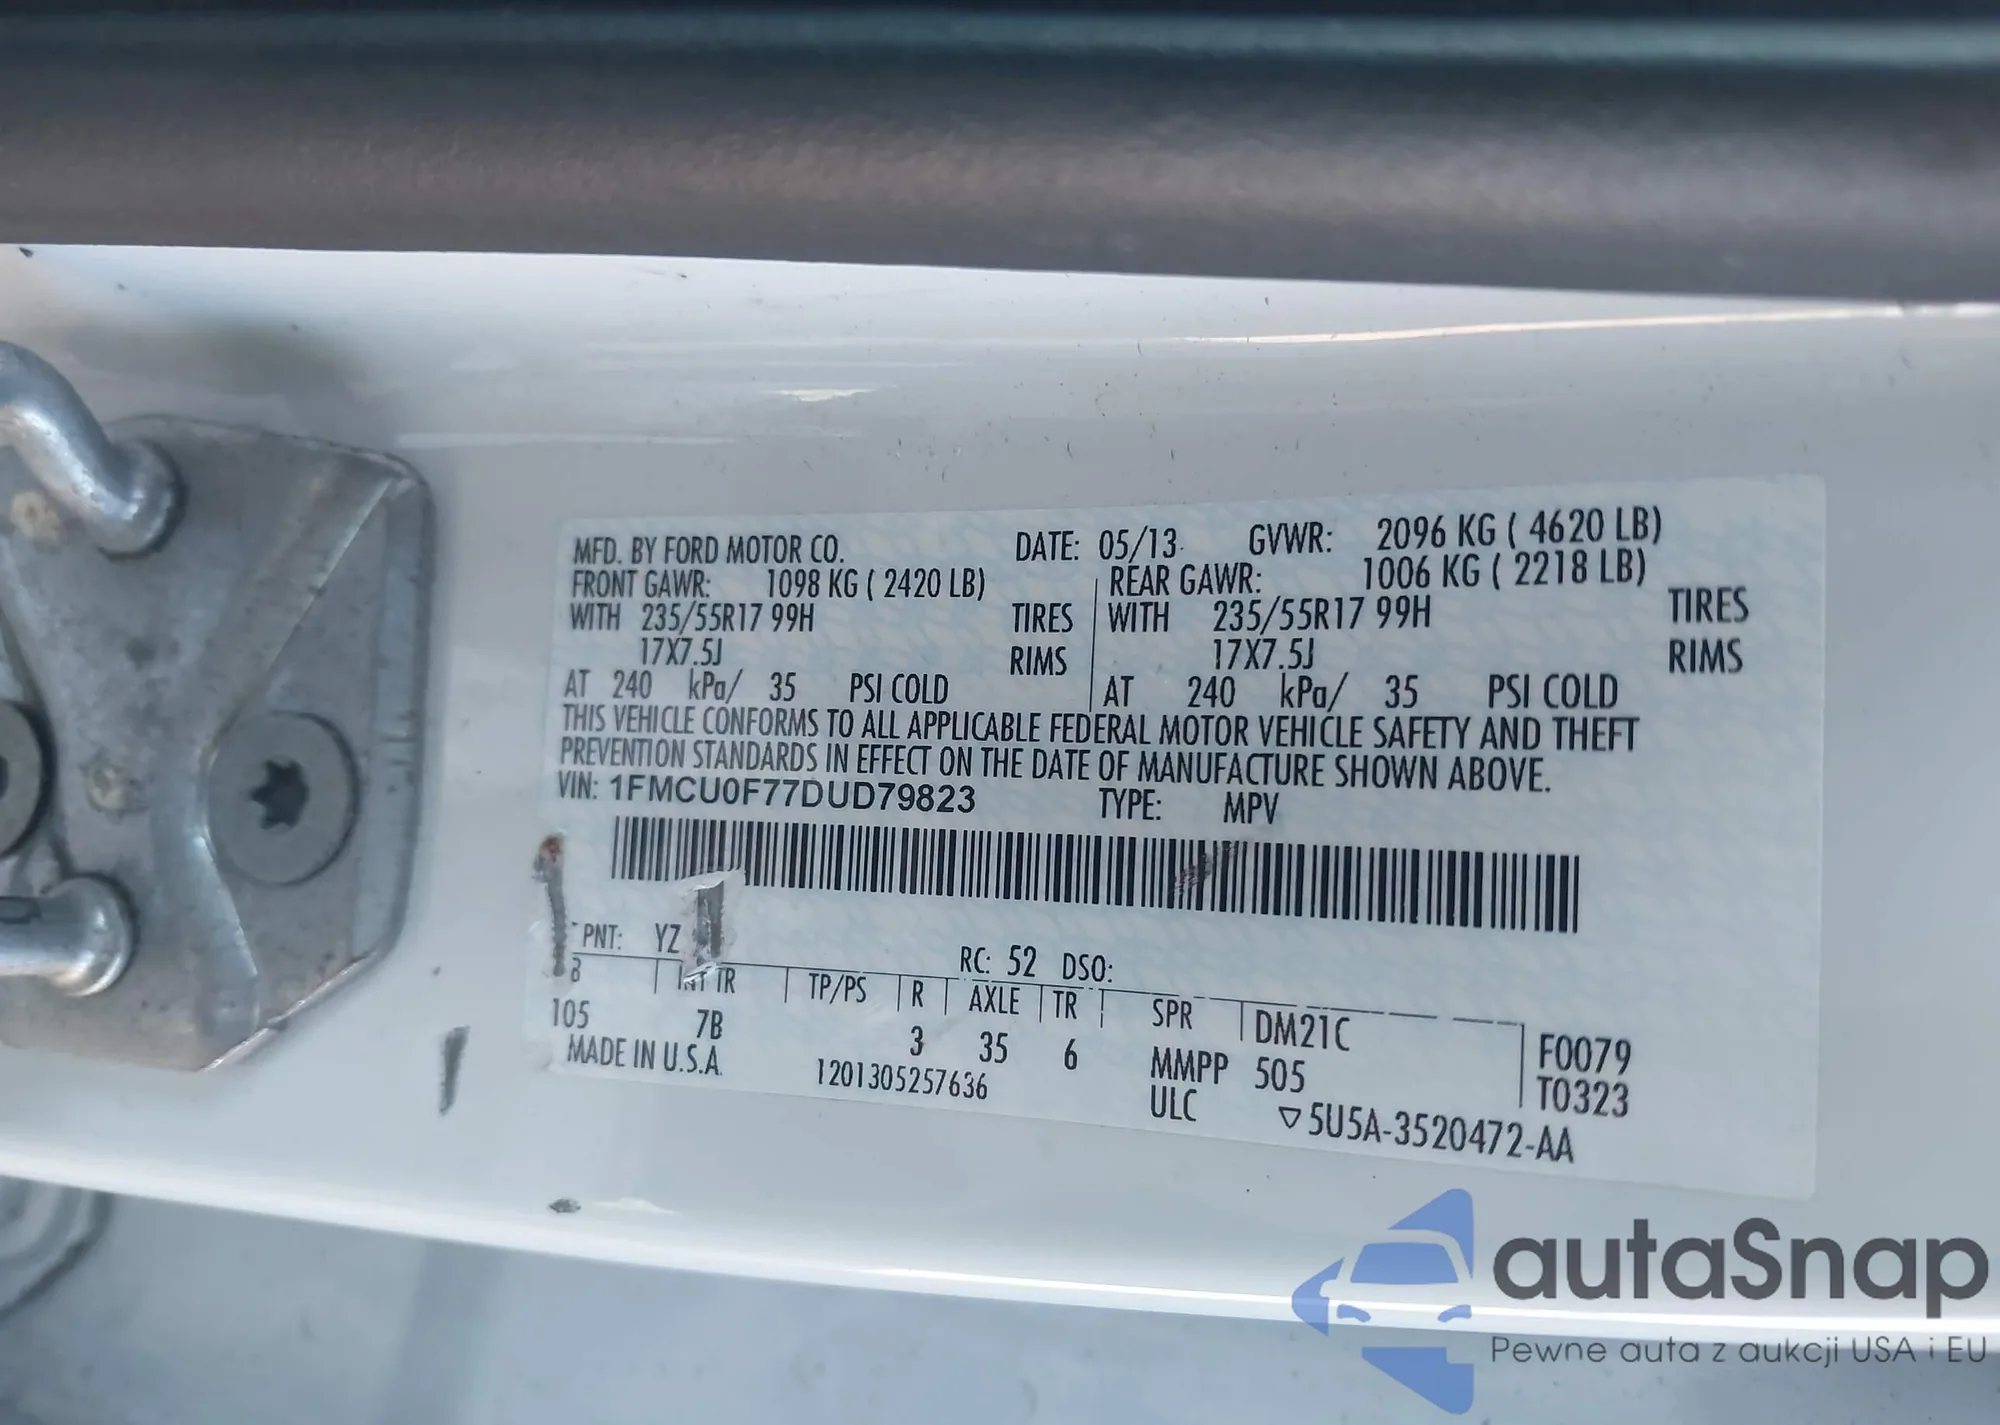 MFD. BY FORD MOTOR CO. DATE: 05/13 GVWR: 2096 KG ( 4620 LB)
FRONT GAWR: 1098 KG ( 2420 LB) REAR GAWR: 1006 KG ( 2218 LB)
WITH 235/55R17 99H TIRES WITH 235/55R17 99H TIRES
17X7.5J RIMS 17X7.5J RIMS
AT 240 kPa/ 35 PSI COLD AT 240 kPa/ 35 PSI COLD
THIS VEHICLE CONFORMS TO ALL APPLICABLE FEDERAL MOTOR VEHICLE SAFETY AND THEFT
PREVENTION STANDARDS IN EFFECT ON THE DATE OF MANUFACTURE SHOWN ABOVE.
VIN: 1FMCU0F77DUD79823 TYPE: MPV
EXT PNT: YZ RC: 52 DSO:
INT TR TP/PS R AXLE TR SPR DM21C F0079
105 7B 3 35 6 MMPP 505 T0323
MADE IN U.S.A. 1201305257636 ULC ▽5U5A-3520472-AA
autaSnap
Pewne auta z aukcji USA i EU